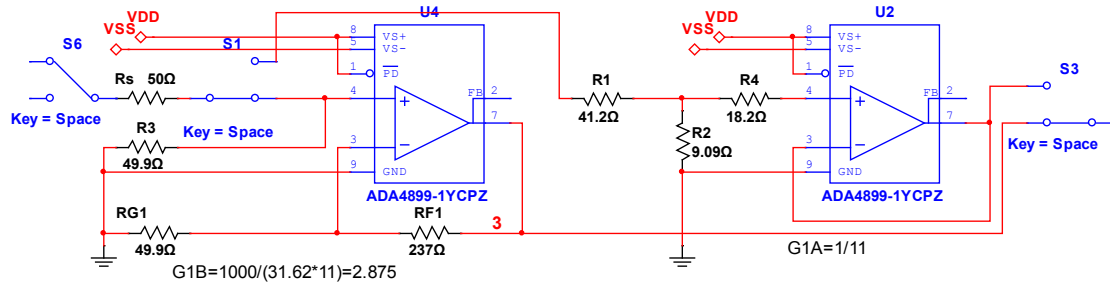 U4
U2
VDD
VSS
S6
S1
8
VS+
5
VS-
1
PD
Rs
50Ω
4
+
FB
2
7
Key = Space
R3
49.9Ω
Key = Space
3
−
9
GND
ADA4899-1YCPZ
RG1
49.9Ω
RF1
237Ω
3
G1B=1000/(31.62*11)=2.875
VDD
VSS
8
VS+
5
VS-
1
PD
R1
41.2Ω
R4
18.2Ω
4
+
FB
2
7
R2
9.09Ω
3
−
9
GND
ADA4899-1YCPZ
S3
Key = Space
G1A=1/11